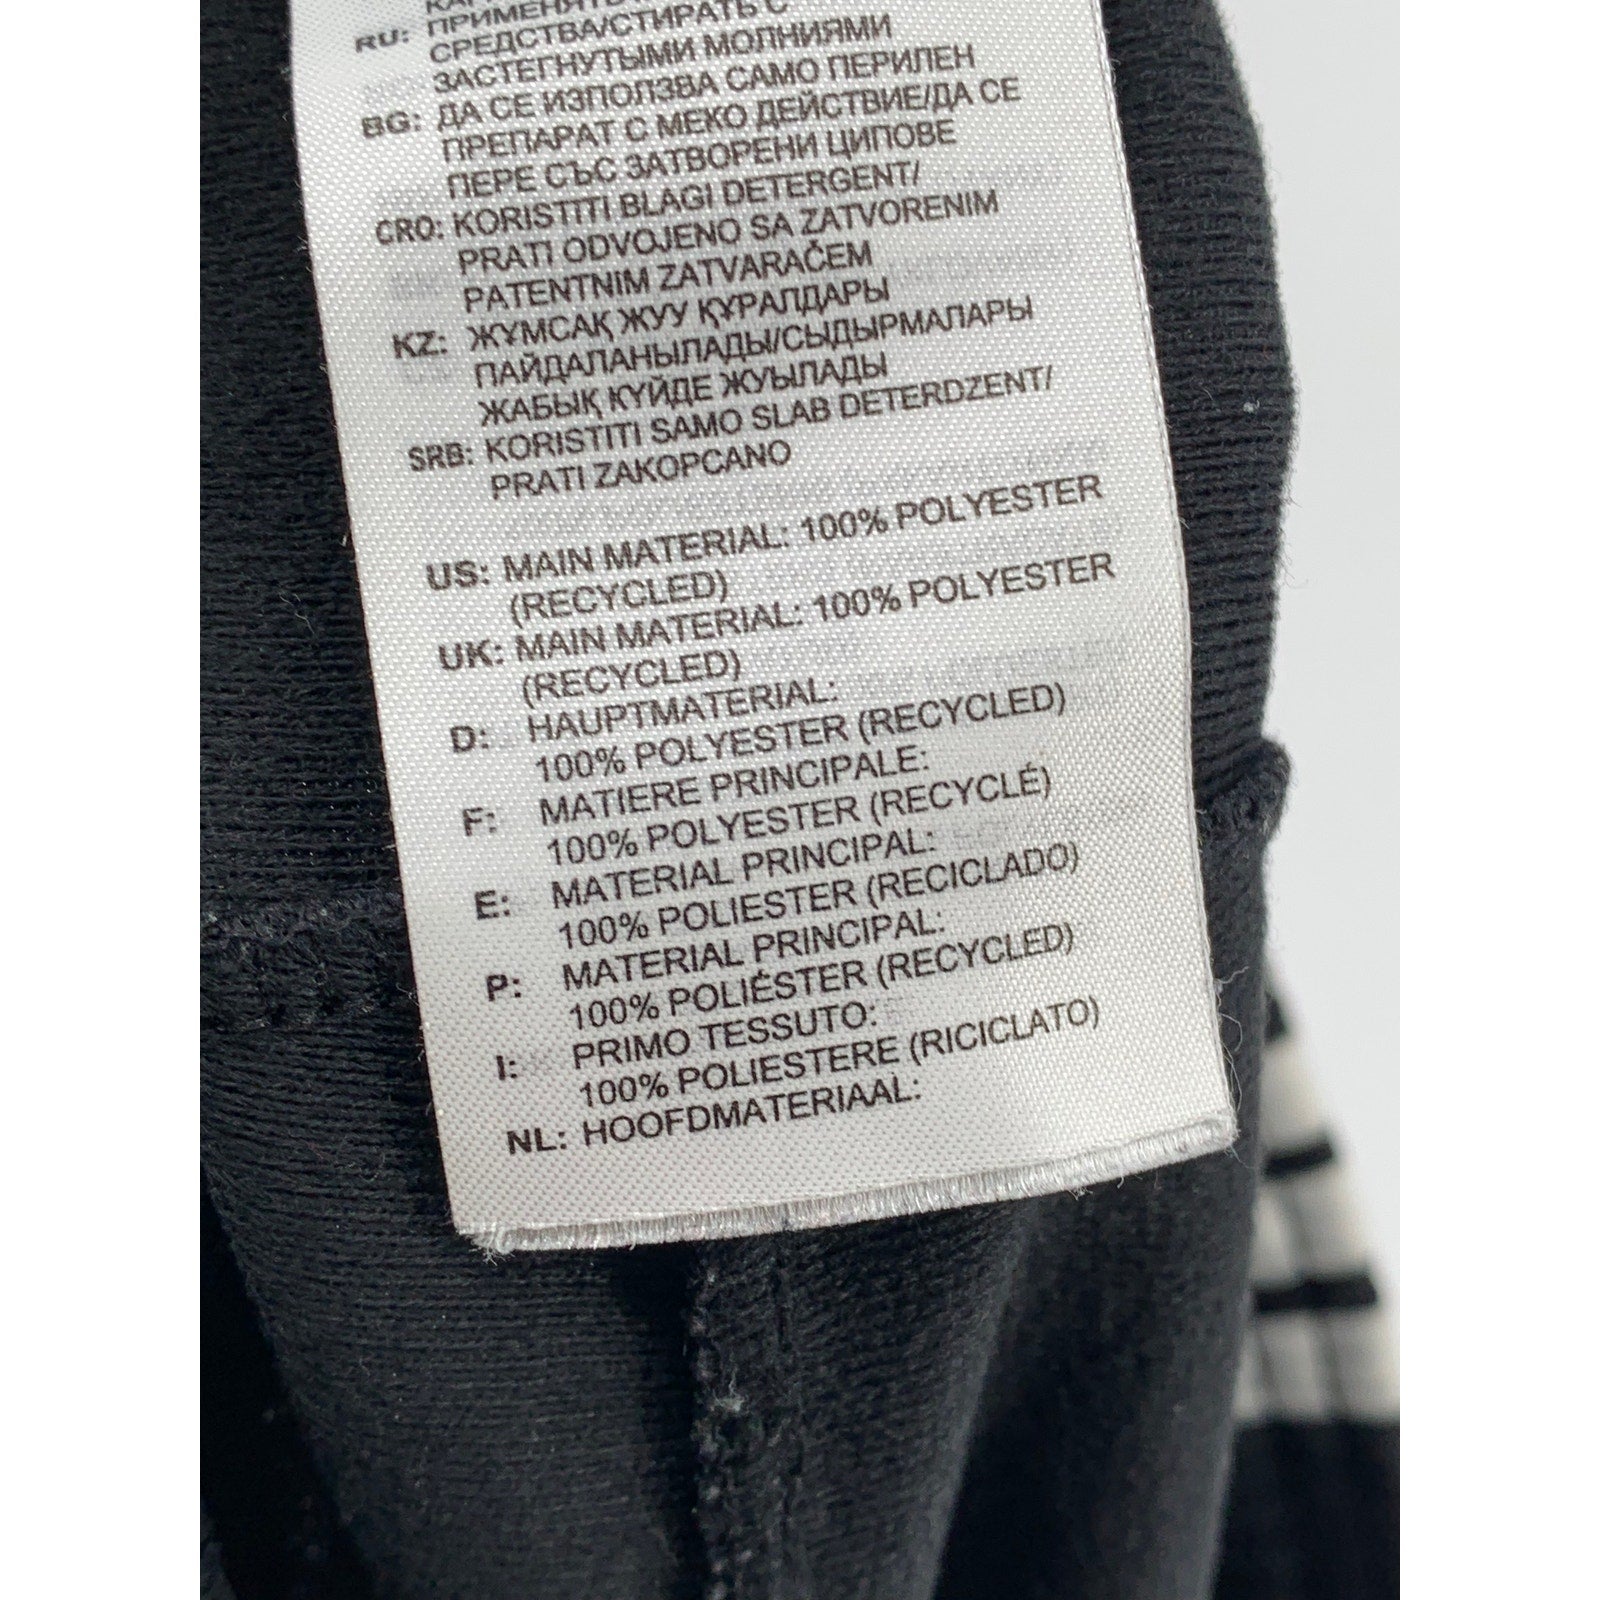 RU: ПРИМЕНЯТЬ
СРЕДСТВА/СТИРАТЬ С
ЗАСТЕГНУТЫМИ МОЛНИЯМИ
BG: ДА СЕ ИЗПОЛЗВА САМО ПЕРИЛЕН
ПРЕПАРАТ С МЕКО ДЕЙСТВИЕ/ДА СЕ
ПЕРЕ СЪС ЗАТВОРЕНИ ЦИПОВЕ
CRO: KORISTITI BLAGI DETERGENT/
PRATI ODVOJENO SA ZATVORENIM
PATENTNIM ZATVARAČEM
KZ: ЖҰМСАҚ ЖУУ ҚҰРАЛДАРЫ
ПАЙДАЛАНЫЛАДЫ/СЫДЫРМАЛАРЫ
ЖАБЫҚ КҮЙДЕ ЖУЫЛАДЫ
SRB: KORISTITI SAMO SLAB DETERDZENT/
PRATI ZAKOPCANO
US: MAIN MATERIAL: 100% POLYESTER
(RECYCLED)
UK: MAIN MATERIAL: 100% POLYESTER
(RECYCLED)
D: HAUPTMATERIAL:
100% POLYESTER (RECYCLED)
F: MATIERE PRINCIPALE:
100% POLYESTER (RECYCLÉ)
E: MATERIAL PRINCIPAL:
100% POLIESTER (RECICLADO)
P: MATERIAL PRINCIPAL:
100% POLIÉSTER (RECYCLED)
I: PRIMO TESSUTO:
100% POLIESTERE (RICICLATO)
NL: HOOFDMATERIAAL: